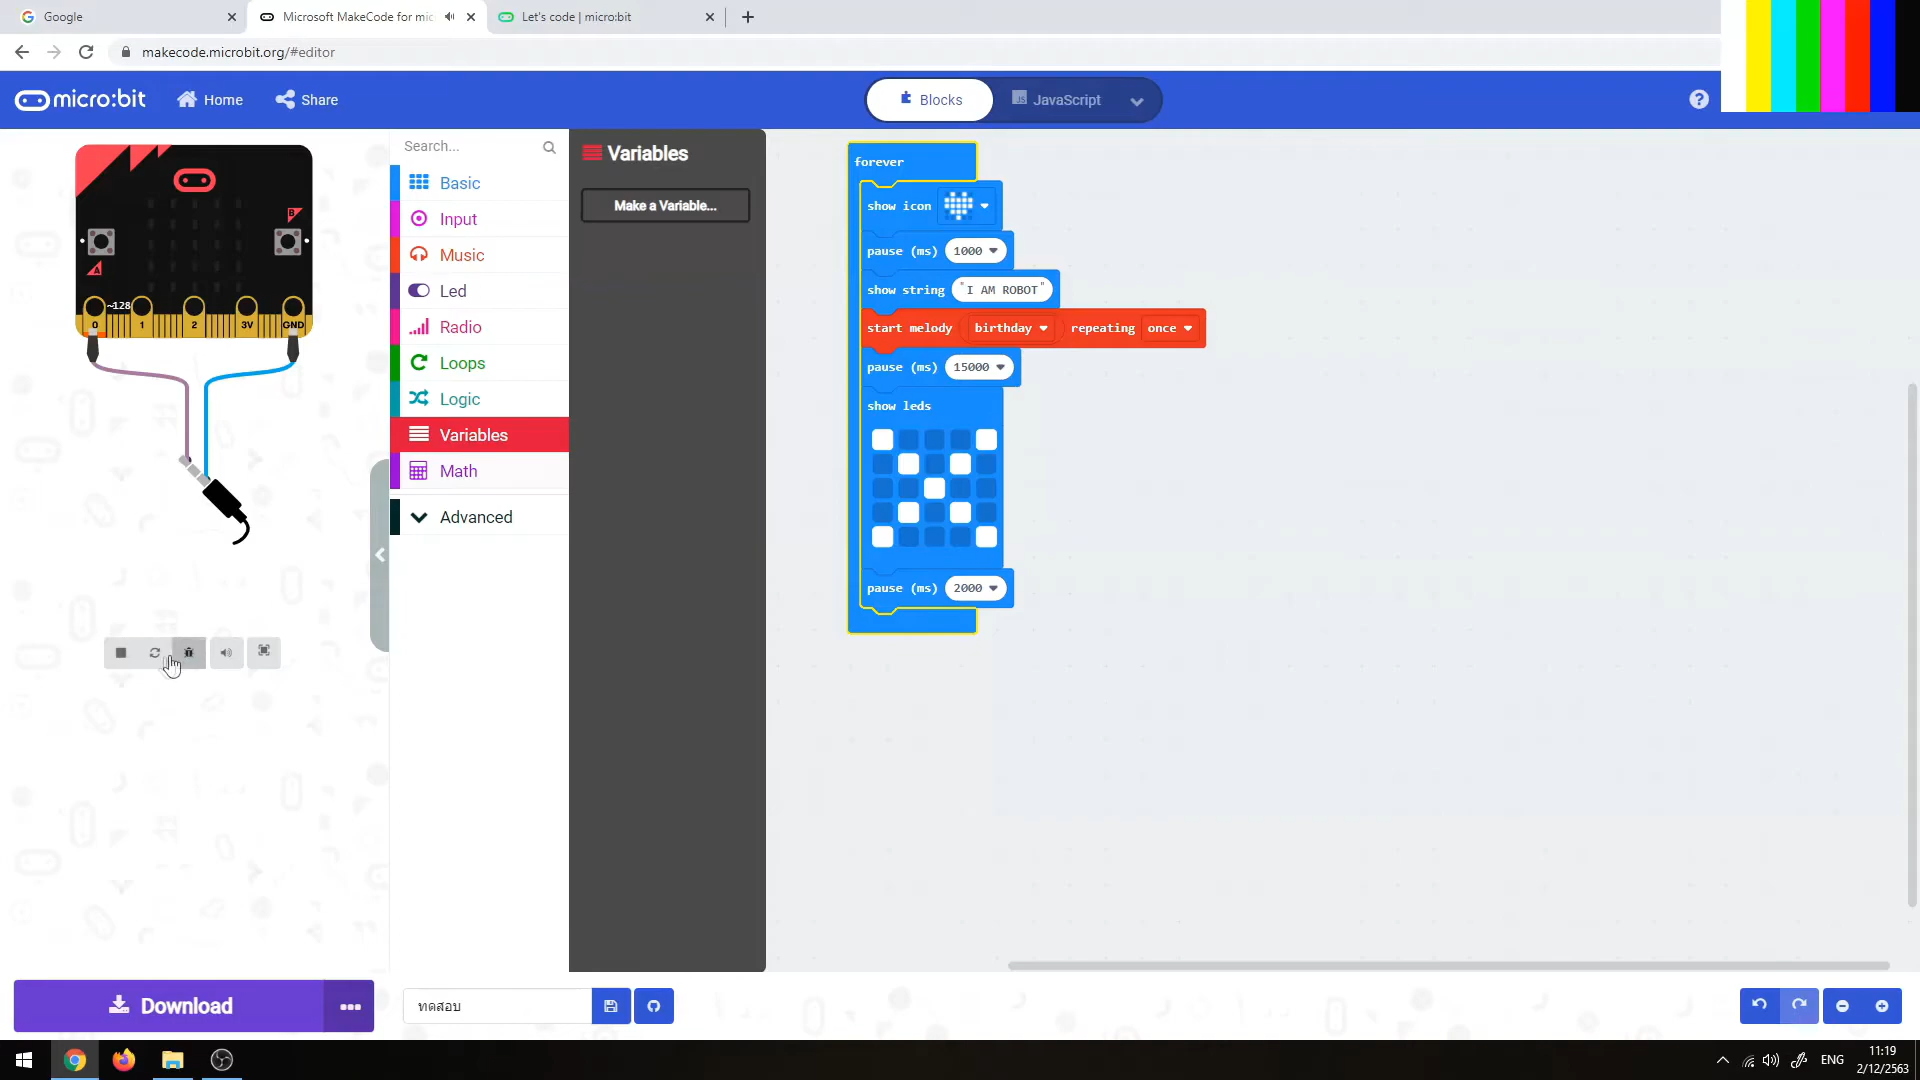 Google
Microsoft MakeCode for mic
Let's code | micro:bit
makecode.microbit.org/#editor
micro:bit
Home
Share
Blocks
JS
JavaScript
?
A
B
~128
0
1
2
3V
GND
Search...
Basic
Input
Music
Led
Radio
Loops
Logic
Variables
Math
Advanced
Variables
Make a Variable...
forever
show icon
pause (ms) 1000
show string "I AM ROBOT"
start melody birthday repeating once
pause (ms) 15000
show leds
pause (ms) 2000
Download
ทดสอบ
ENG
11:19
2/12/2563